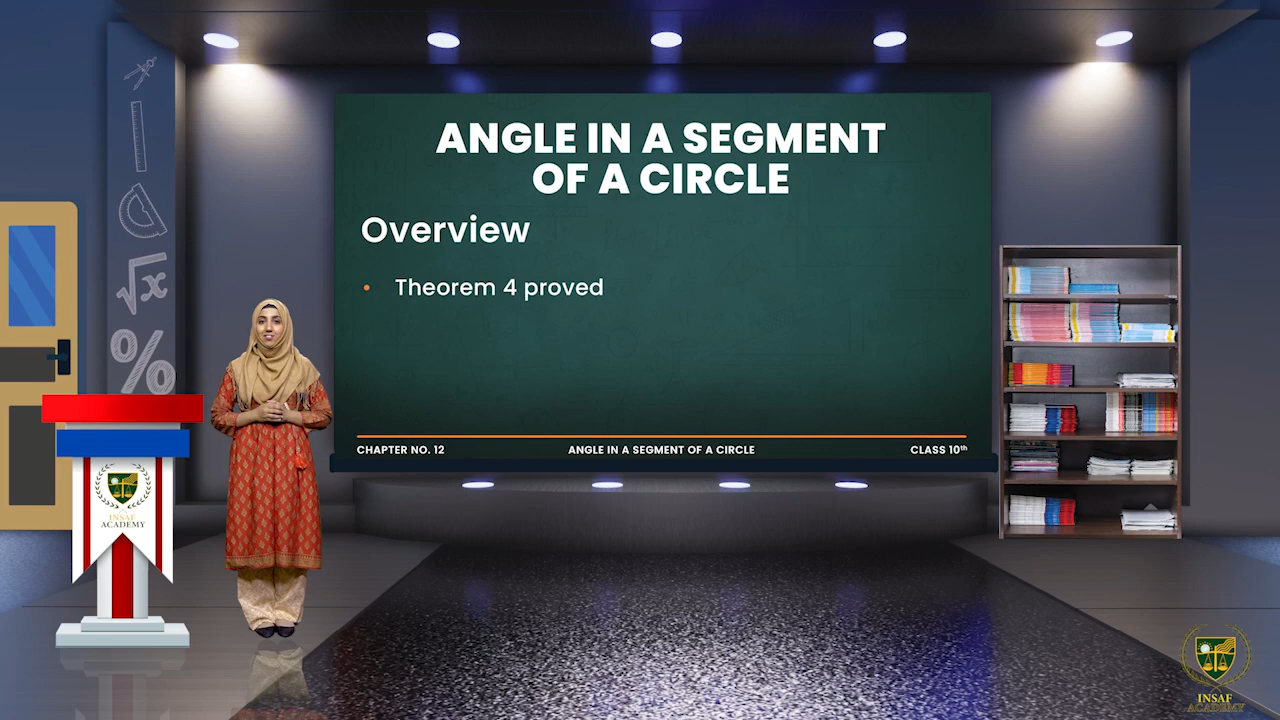 ANGLE IN A SEGMENT
OF A CIRCLE
Overview
• Theorem 4 proved
CHAPTER NO. 12
ANGLE IN A SEGMENT OF A CIRCLE
CLASS 10th
√x
%
INSAF
ACADEMY
INSAF
ACADEMY